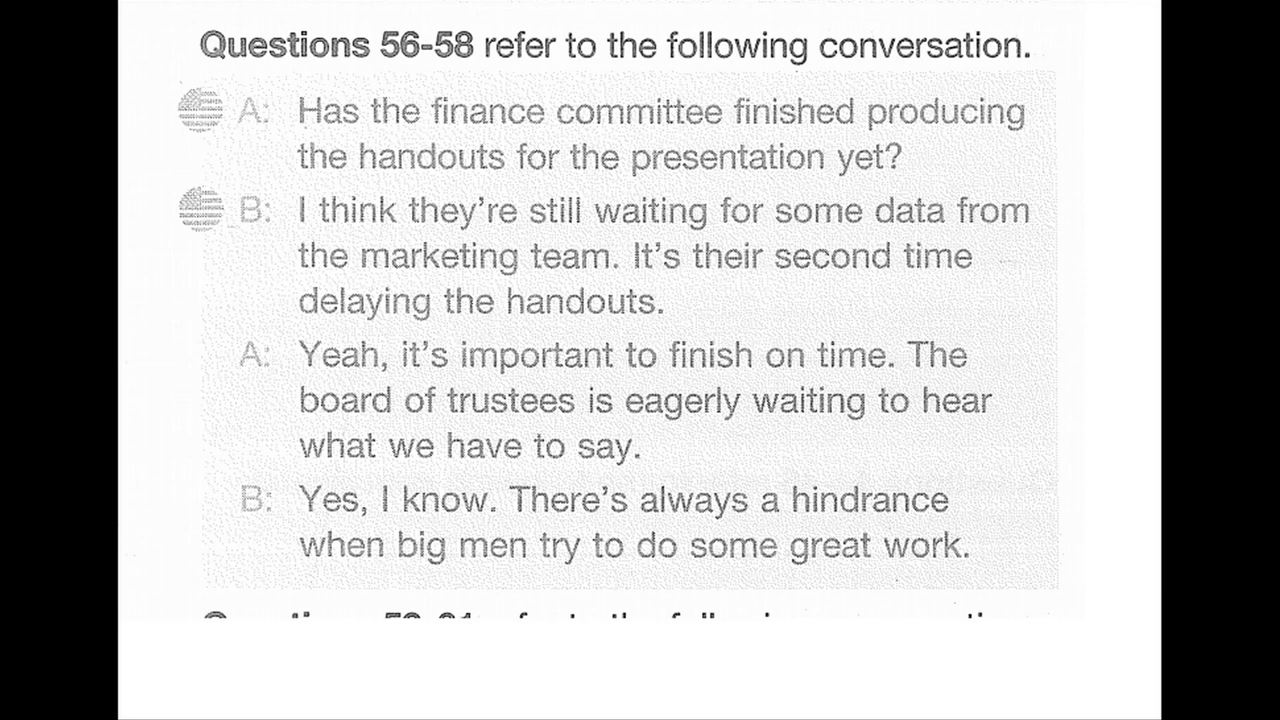 Questions 56-58 refer to the following conversation.
A: Has the finance committee finished producing
the handouts for the presentation yet?
B: I think they're still waiting for some data from
the marketing team. It's their second time
delaying the handouts.
A: Yeah, it's important to finish on time. The
board of trustees is eagerly waiting to hear
what we have to say.
B: Yes, I know. There's always a hindrance
when big men try to do some great work.